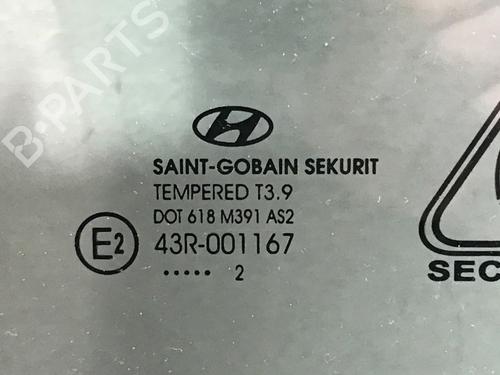 B-PARTS
SAINT-GOBAIN SEKURIT
TEMPERED T3.9
DOT 618 M391 AS2
E2 43R-001167
..... 2
SEC